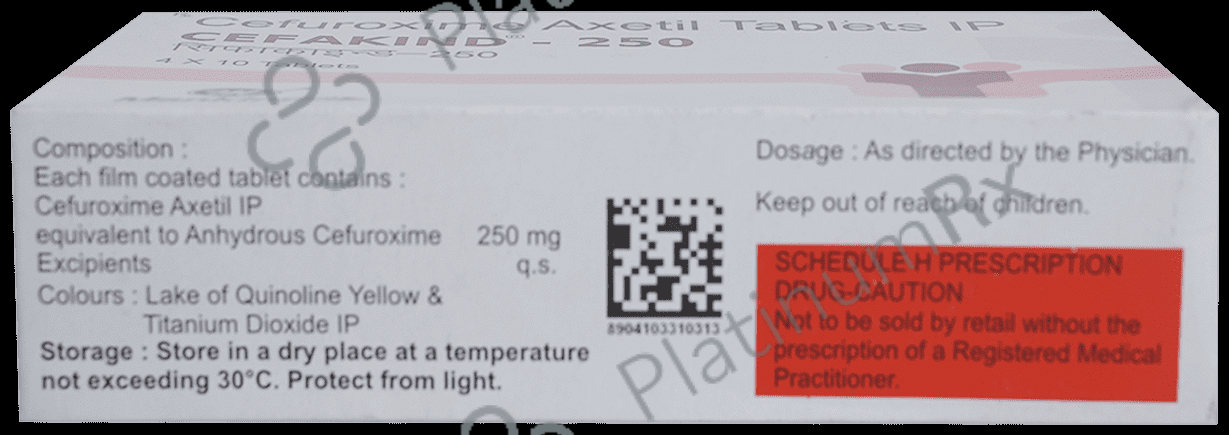 Cefuroxime Axetil Tablets IP
CEFAKIND® - 250
सिफाकाइन्ड-250
4 X 10 Tablets
Composition :
Each film coated tablet contains :
Cefuroxime Axetil IP
equivalent to Anhydrous Cefuroxime 250 mg
Excipients q.s.
Colours : Lake of Quinoline Yellow &
Titanium Dioxide IP
Storage : Store in a dry place at a temperature
not exceeding 30°C. Protect from light.
8904103310313
Dosage : As directed by the Physician.
Keep out of reach of children.
SCHEDULE H PRESCRIPTION
DRUG-CAUTION
Not to be sold by retail without the
prescription of a Registered Medical
Practitioner.
PlatinumRx